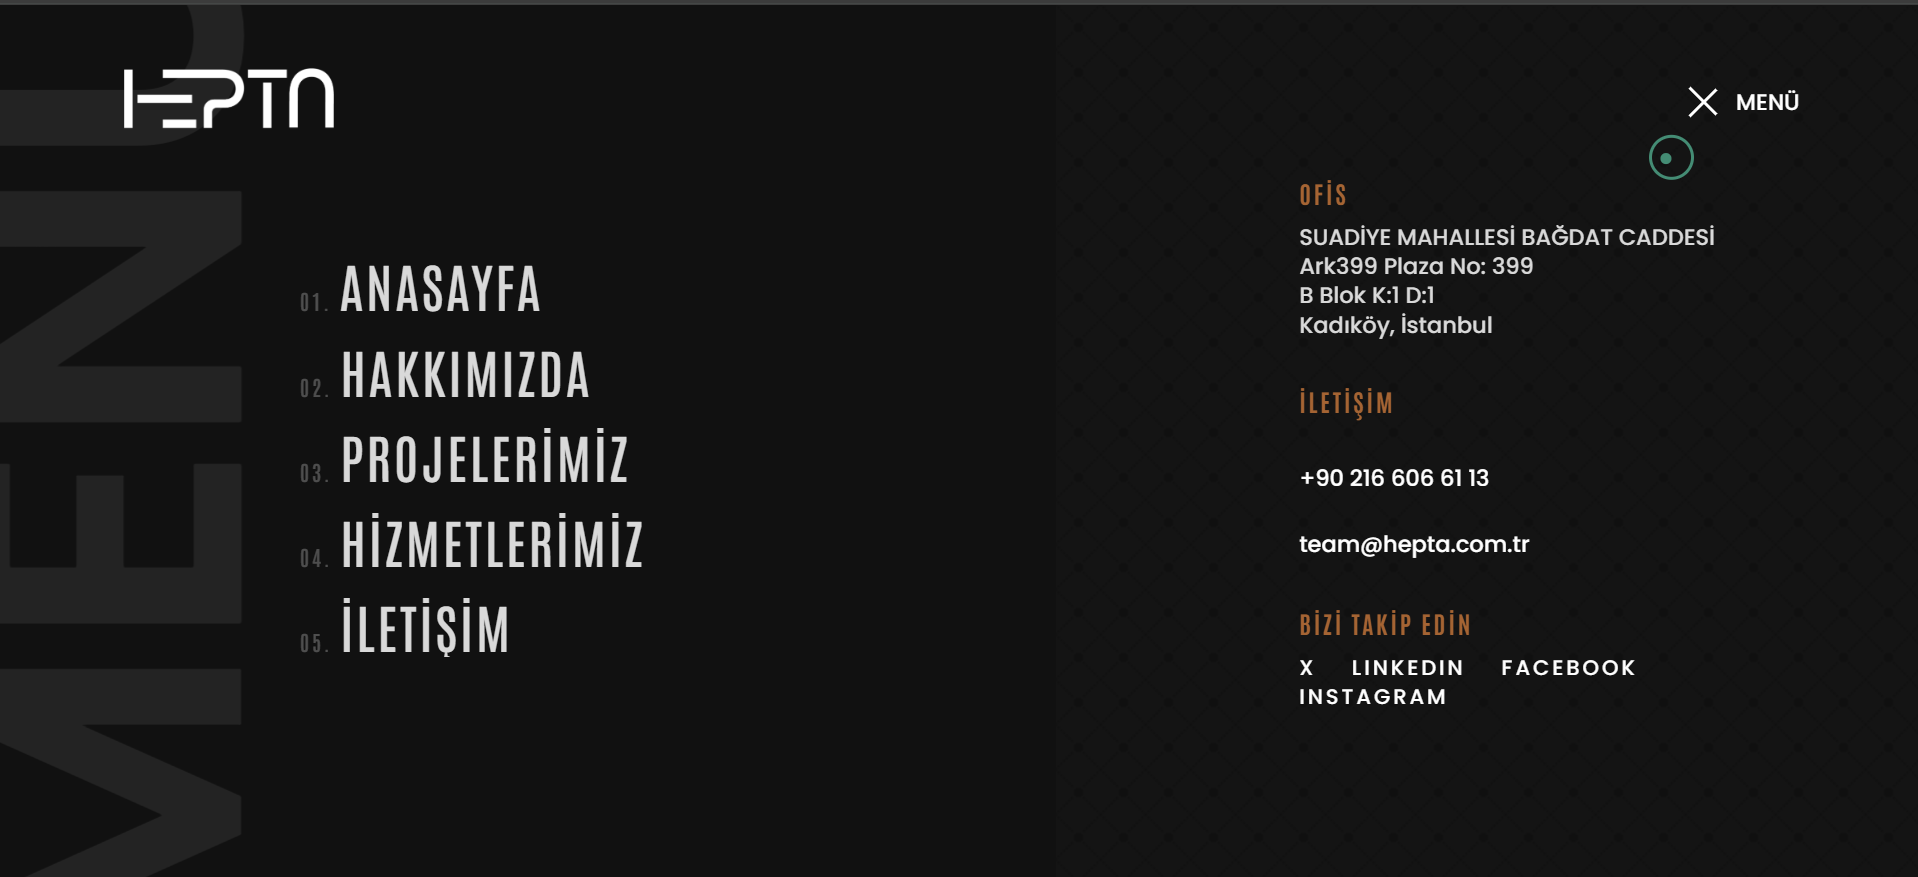 MENU
HEPTA
MENÜ
01. ANASAYFA
02. HAKKIMIZDA
03. PROJELERİMİZ
04. HİZMETLERİMİZ
05. İLETİŞİM
OFİS
SUADİYE MAHALLESİ BAĞDAT CADDESİ
Ark399 Plaza No: 399
B Blok K:1 D:1
Kadıköy, İstanbul
İLETİŞİM
+90 216 606 61 13
team@hepta.com.tr
BİZİ TAKİP EDİN
X LINKEDIN FACEBOOK
INSTAGRAM